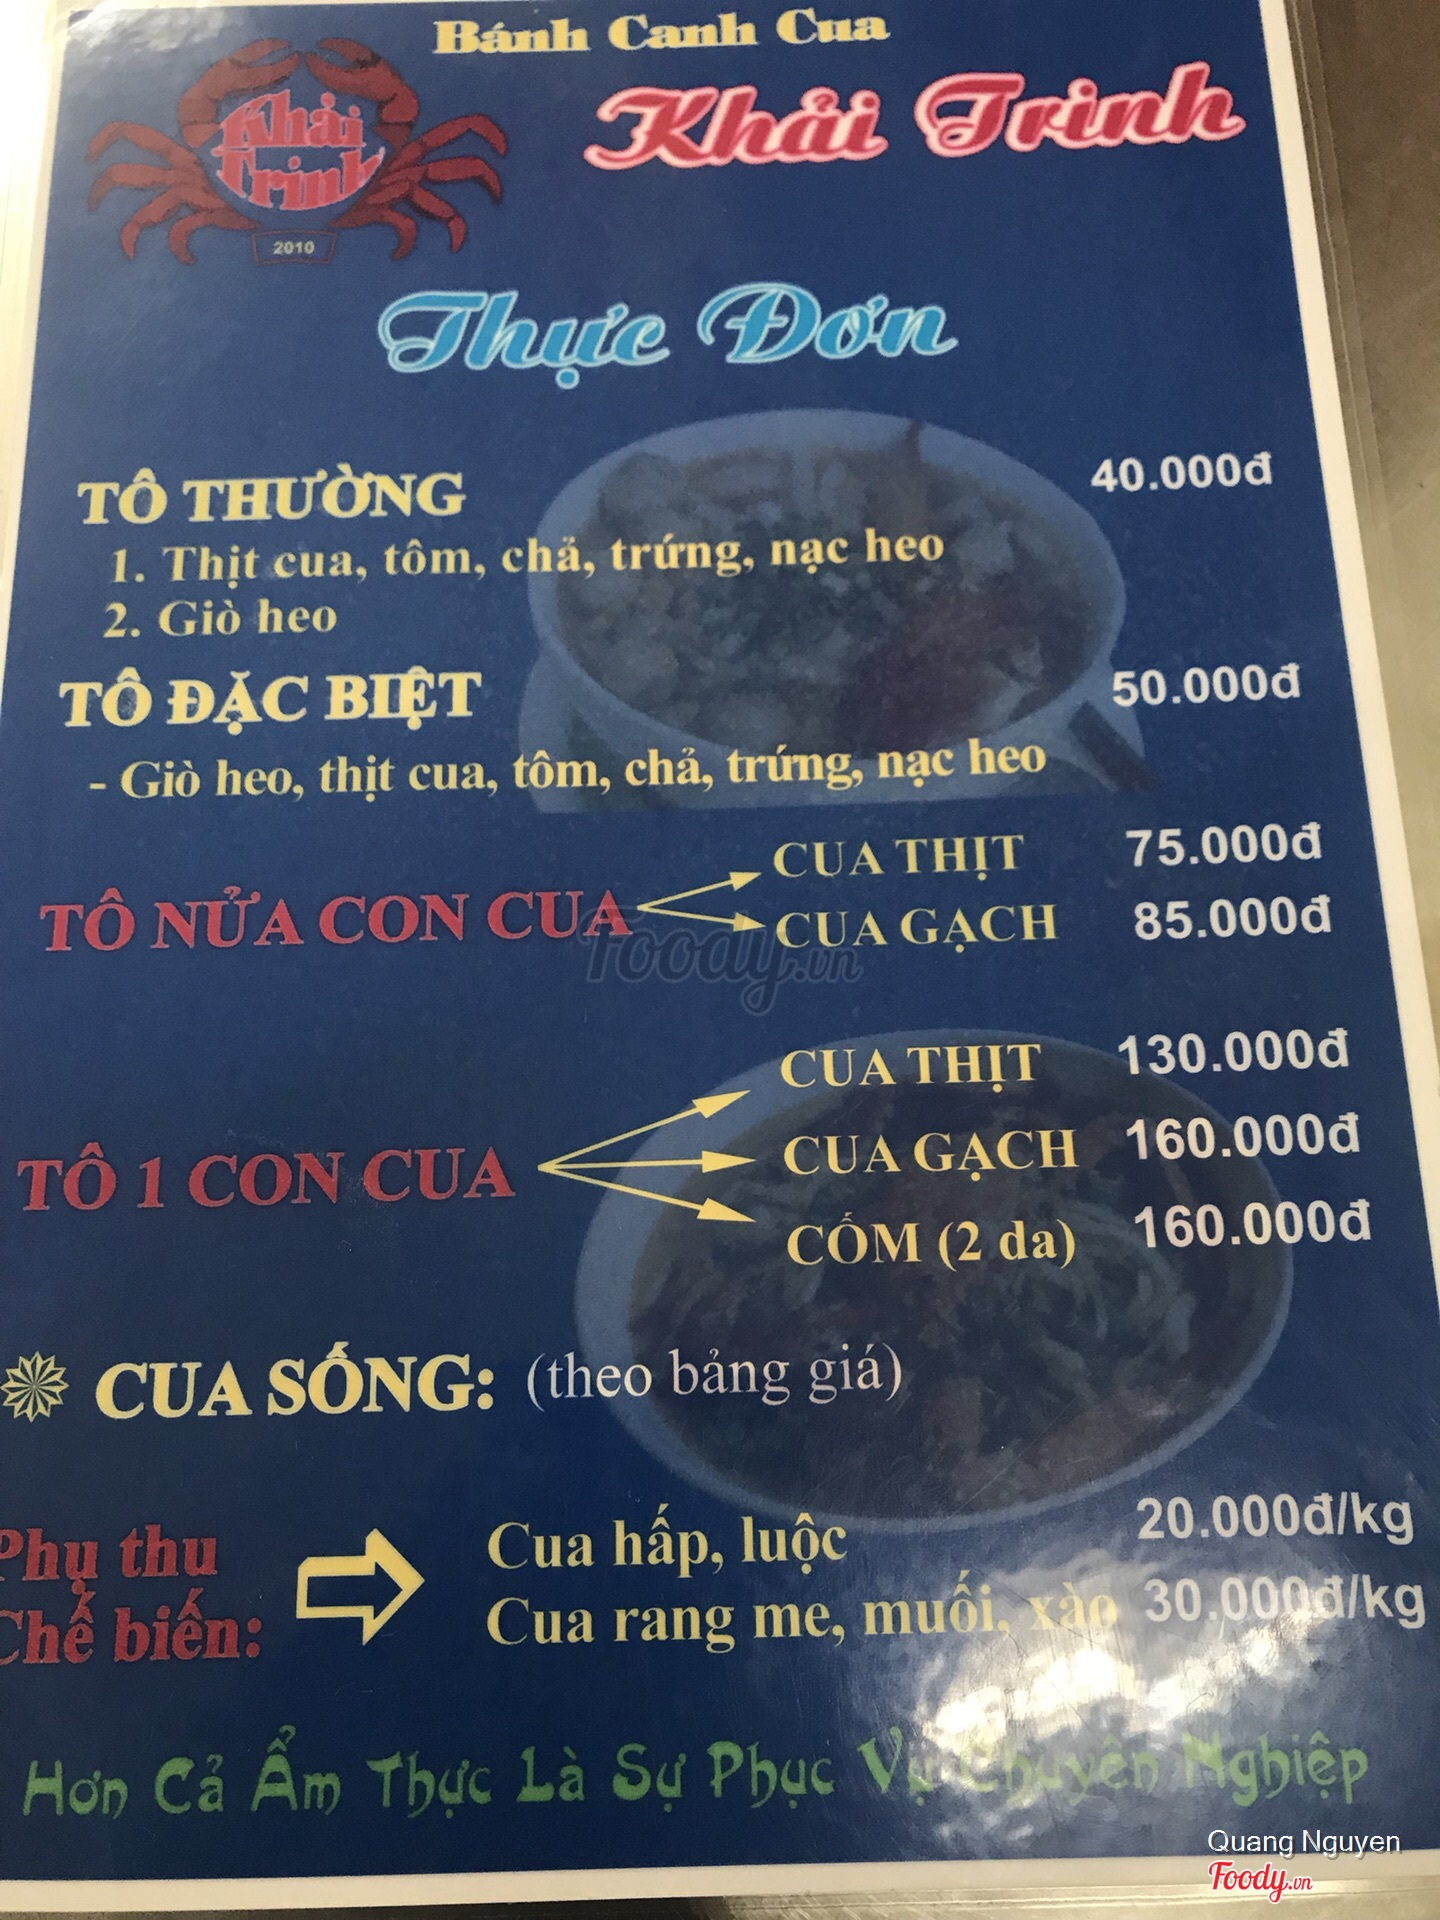 Bánh Canh Cua
Khải Trinh
Khải
Trinh
2010
Thực Đơn
TÔ THƯỜNG 40.000đ
1. Thịt cua, tôm, chả, trứng, nạc heo
2. Giò heo
TÔ ĐẶC BIỆT 50.000đ
- Giò heo, thịt cua, tôm, chả, trứng, nạc heo
TÔ NỬA CON CUA
CUA THỊT 75.000đ
CUA GẠCH 85.000đ
Foody.vn
TÔ 1 CON CUA
CUA THỊT 130.000đ
CUA GẠCH 160.000đ
CỐM (2 da) 160.000đ
CUA SỐNG: (theo bảng giá)
Phụ thu
Chế biến:
Cua hấp, luộc 20.000đ/kg
Cua rang me, muối, xào 30.000đ/kg
Hơn Cả Ẩm Thực Là Sự Phục Vụ Chuyên Nghiệp
Quang Nguyen
Foody.vn